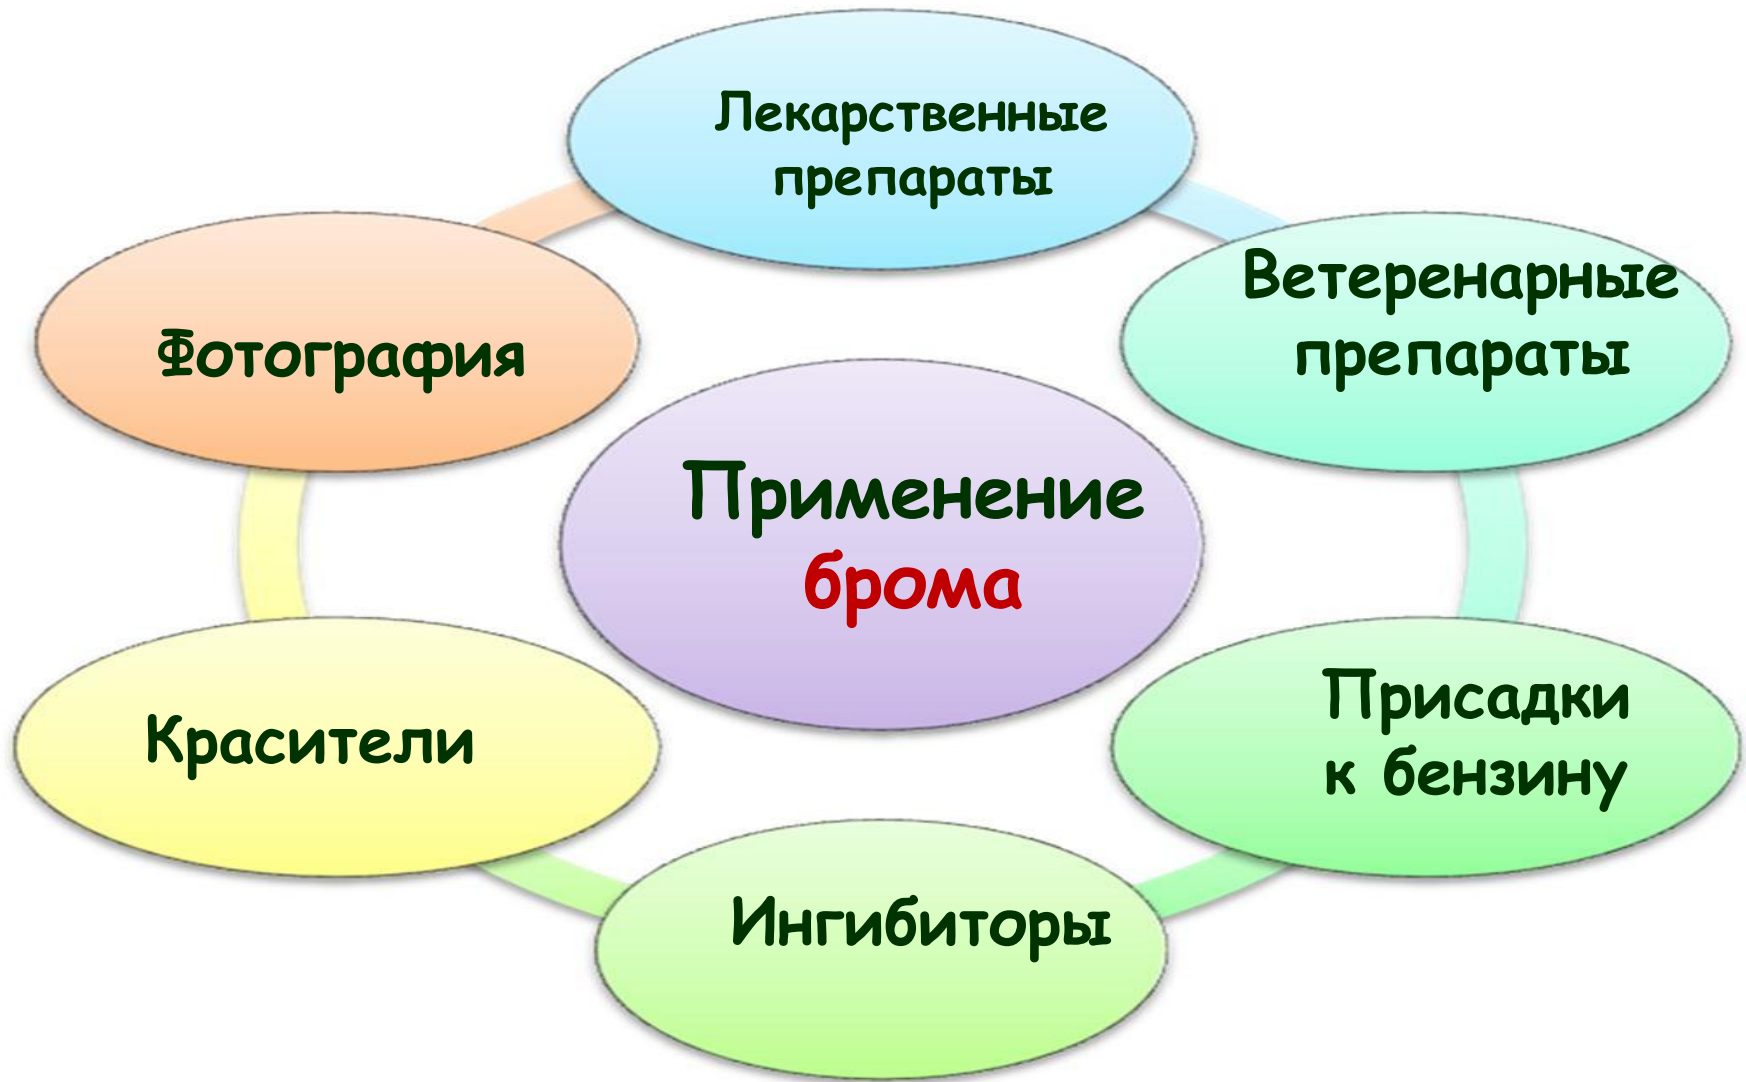 Лекарственные
препараты
Ветеренарные
препараты
Фотография
Применение
брома
Присадки
к бензину
Красители
Ингибиторы